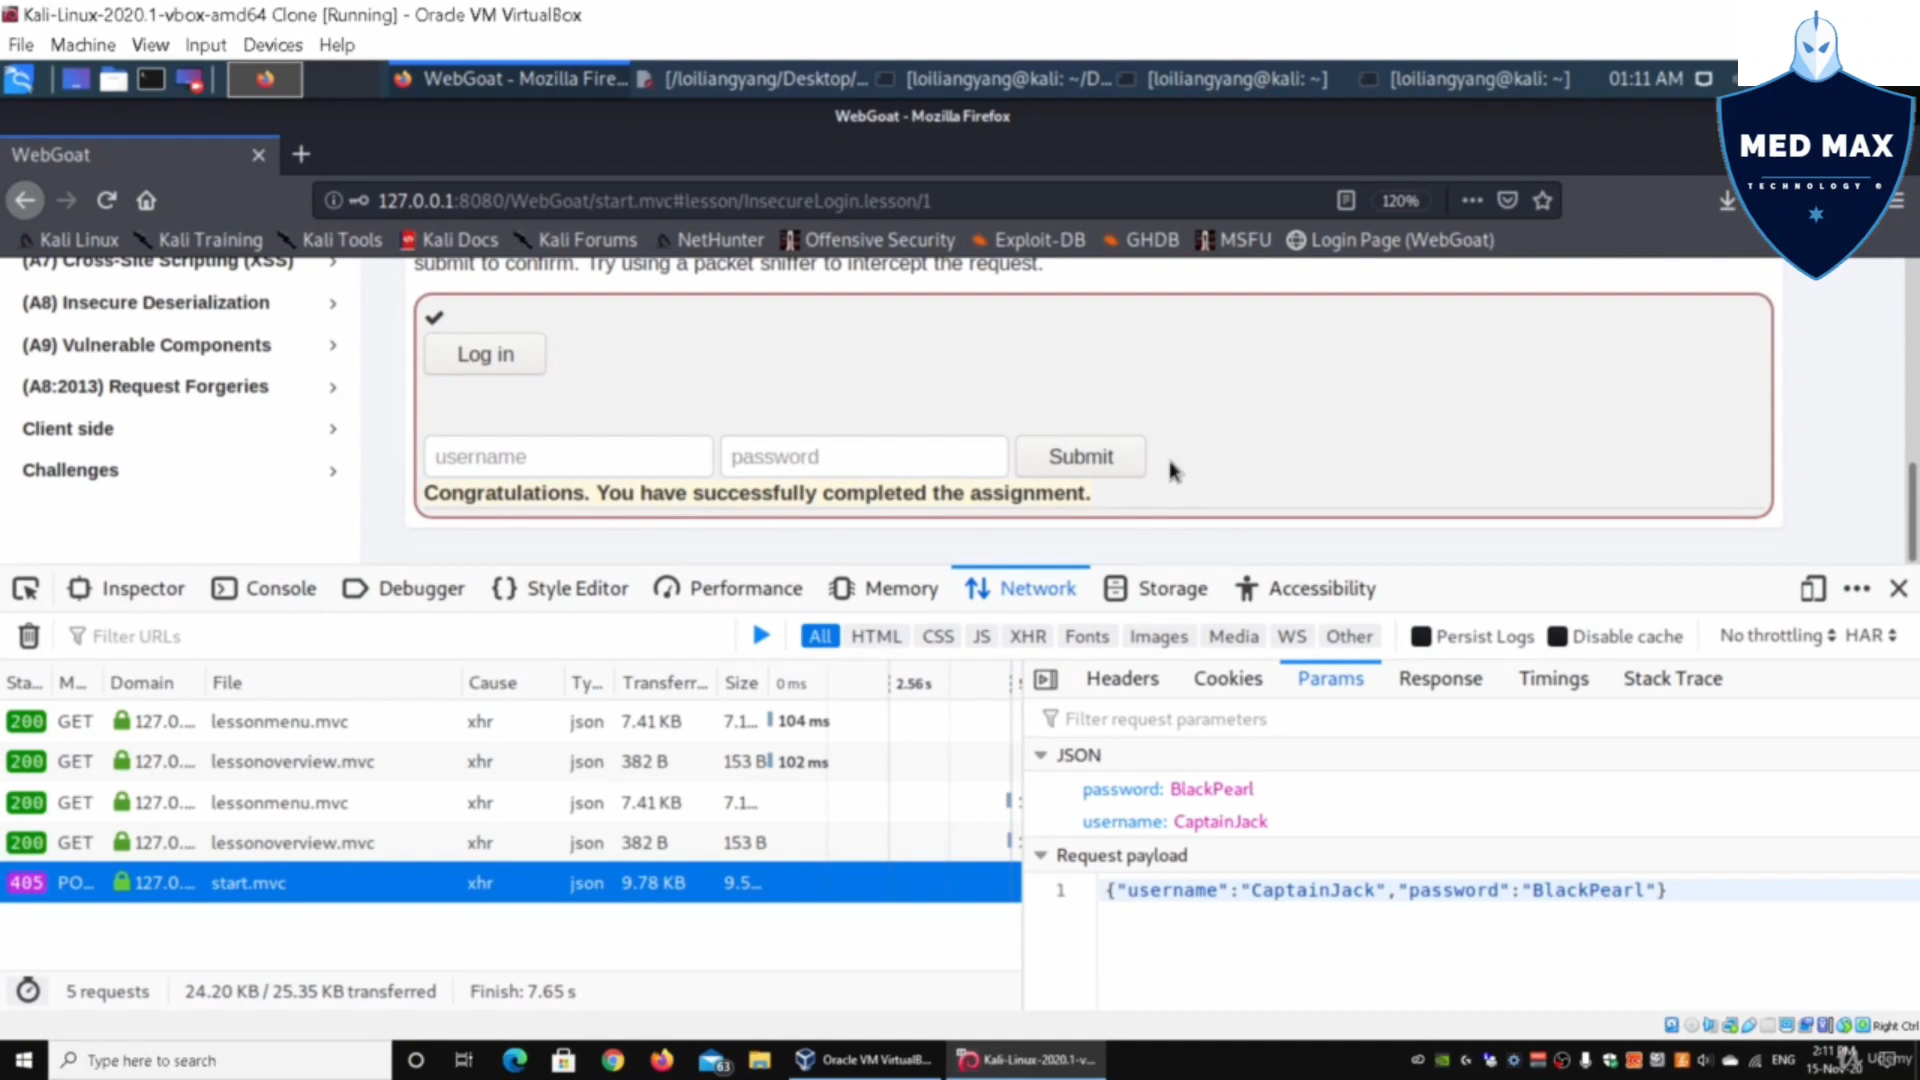 Kali-Linux-2020.1-vbox-amd64 Clone [Running] - Oracle VM VirtualBox
File Machine View Input Devices Help
WebGoat - Mozilla Fire... [/loiliangyang/Desktop/... [loiliangyang@kali: ~/D... [loiliangyang@kali: ~] [loiliangyang@kali: ~] 01:11 AM
WebGoat - Mozilla Firefox
MED MAX
TECHNOLOGY
WebGoat
127.0.0.1:8080/WebGoat/start.mvc#lesson/InsecureLogin.lesson/1 120%
Kali Linux Kali Training Kali Tools Kali Docs Kali Forums NetHunter Offensive Security Exploit-DB GHDB MSFU Login Page (WebGoat)
(A7) Cross-Site Scripting (XSS)
submit to confirm. Try using a packet sniffer to intercept the request.
(A8) Insecure Deserialization
(A9) Vulnerable Components
(A8:2013) Request Forgeries
Client side
Challenges
Log in
username password Submit
Congratulations. You have successfully completed the assignment.
Inspector Console Debugger Style Editor Performance Memory Network Storage Accessibility
Filter URLs All HTML CSS JS XHR Fonts Images Media WS Other Persist Logs Disable cache No throttling HAR
Sta... M... Domain File Cause Ty... Transferr... Size 0 ms 2.56 s
200 GET 127.0.... lessonmenu.mvc xhr json 7.41 KB 7.1... 104 ms
200 GET 127.0.... lessonoverview.mvc xhr json 382 B 153 B 102 ms
200 GET 127.0.... lessonmenu.mvc xhr json 7.41 KB 7.1...
200 GET 127.0.... lessonoverview.mvc xhr json 382 B 153 B
405 PO... 127.0.... start.mvc xhr json 9.78 KB 9.5...
5 requests 24.20 KB / 25.35 KB transferred Finish: 7.65 s
Headers Cookies Params Response Timings Stack Trace
Filter request parameters
JSON
password: BlackPearl
username: CaptainJack
Request payload
1 {"username":"CaptainJack","password":"BlackPearl"}
Right Ctrl
Type here to search 63 Oracle VM VirtualB... Kali-Linux-2020.1-v... ENG 2:11 PM